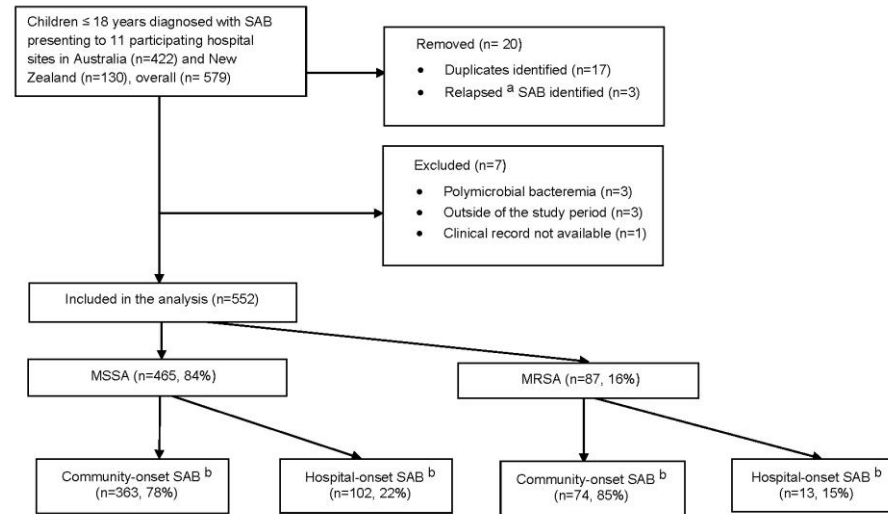 Children ≤ 18 years diagnosed with SAB
presenting to 11 participating hospital
sites in Australia (n=422) and New
Zealand (n=130), overall (n= 579)
Removed (n= 20)
• Duplicates identified (n=17)
• Relapsed a SAB identified (n=3)
Excluded (n=7)
• Polymicrobial bacteremia (n=3)
• Outside of the study period (n=3)
• Clinical record not available (n=1)
Included in the analysis (n=552)
MSSA (n=465, 84%)
MRSA (n=87, 16%)
Community-onset SAB b
(n=363, 78%)
Hospital-onset SAB b
(n=102, 22%)
Community-onset SAB b
(n=74, 85%)
Hospital-onset SAB b
(n=13, 15%)